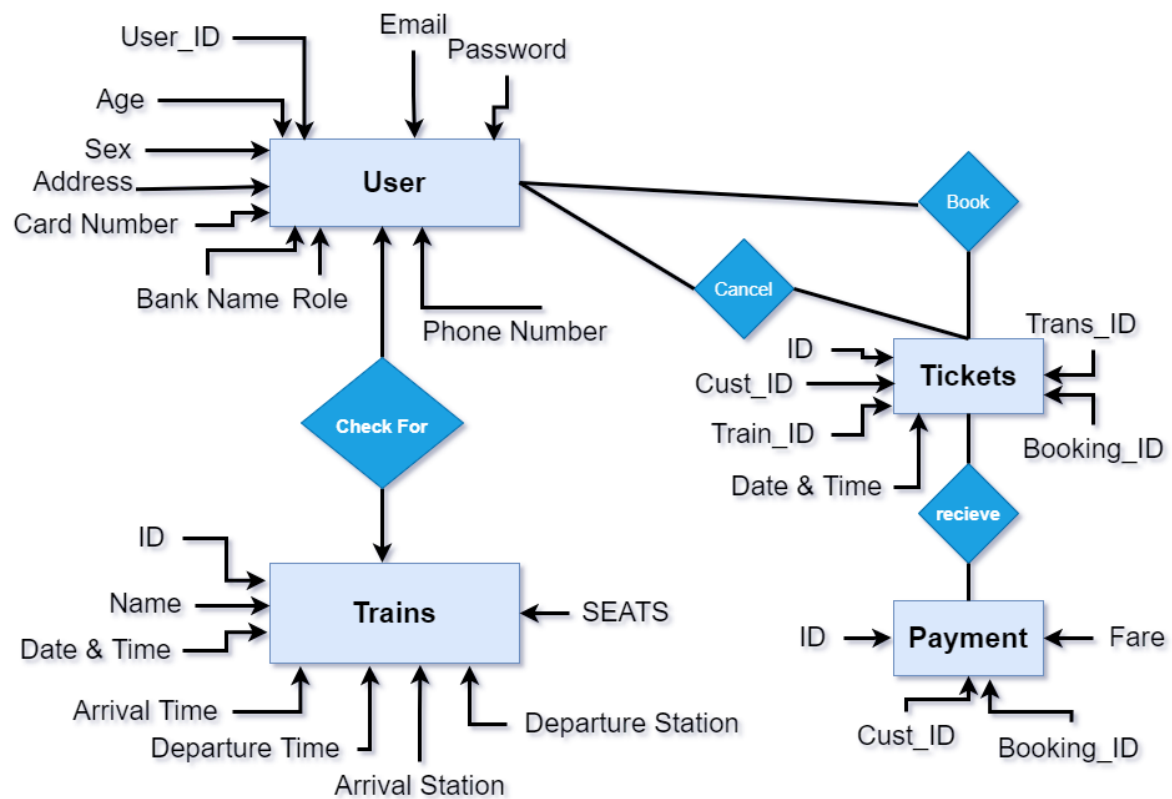 Email
User_ID
Password
Age
Sex
Address
Card Number
User
Book
Bank Name
Role
Phone Number
Cancel
ID
Cust_ID
Train_ID
Date & Time
Tickets
Trans_ID
Booking_ID
Check For
recieve
ID
Name
Date & Time
Trains
SEATS
Arrival Time
Departure Time
Arrival Station
Departure Station
ID
Payment
Fare
Cust_ID
Booking_ID